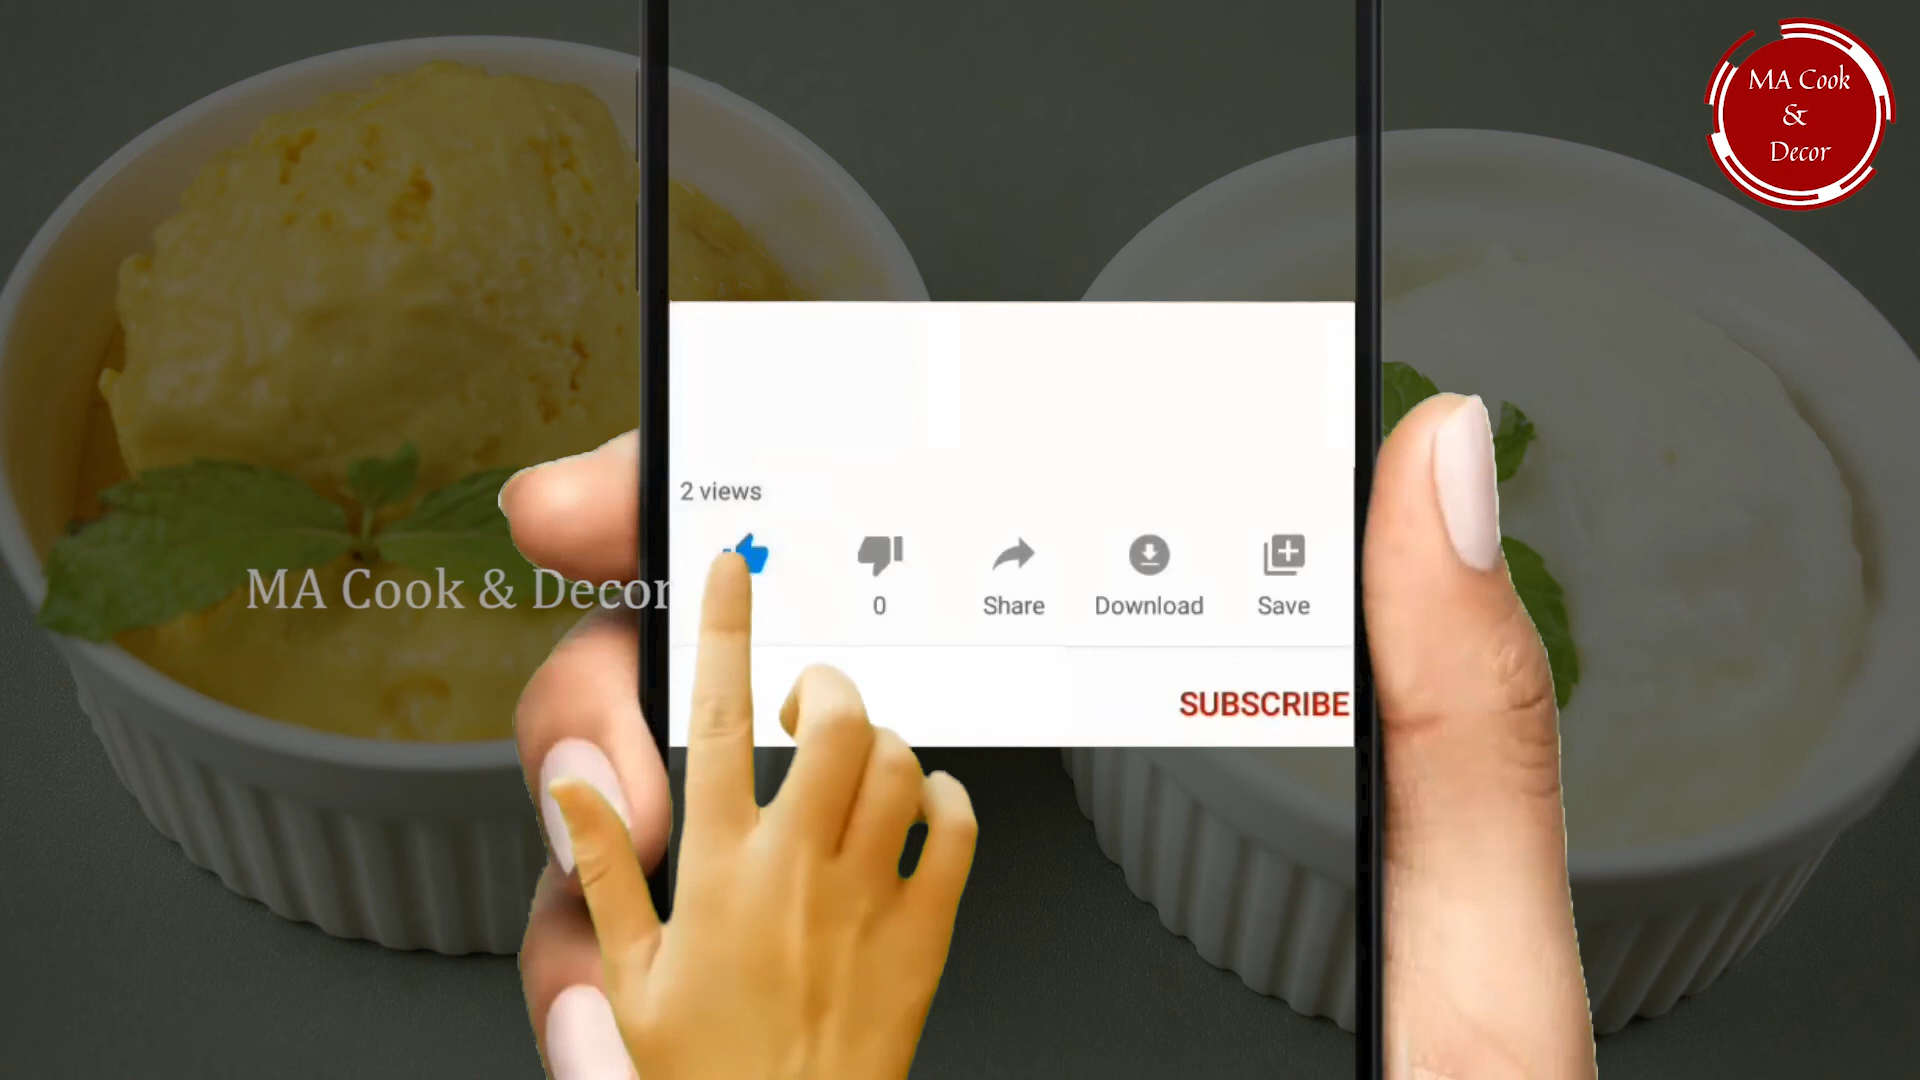 MA Cook
&
Decor
2 views
MA Cook & Decor
0
Share
Download
Save
SUBSCRIBE